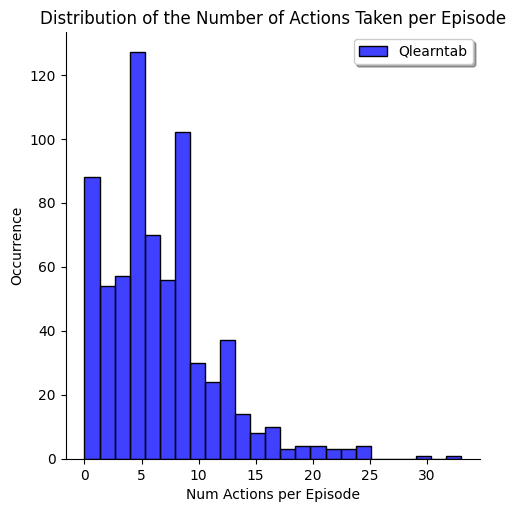 Distribution of the Number of Actions Taken per Episode
Qlearntab
120
100
80
60
40
20
0
Occurrence
0 5 10 15 20 25 30
Num Actions per Episode